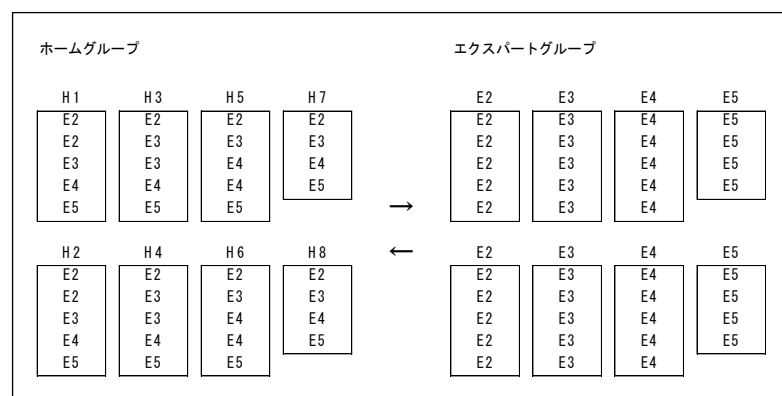 ホームグループ エクスパートグループ
H1 H3 H5 H7 E2 E3 E4 E5
E2 E2 E2 E2 E2 E3 E4 E5
E2 E3 E3 E3 E2 E3 E4 E5
E3 E3 E4 E4 E2 E3 E4 E5
E4 E4 E4 E5 E2 E3 E4 E5
E5 E5 E5 → E2 E3 E4
H2 H4 H6 H8 ← E2 E3 E4 E5
E2 E2 E2 E2 E2 E3 E4 E5
E2 E3 E3 E3 E2 E3 E4 E5
E3 E3 E4 E4 E2 E3 E4 E5
E4 E4 E4 E5 E2 E3 E4 E5
E5 E5 E5 E2 E3 E4